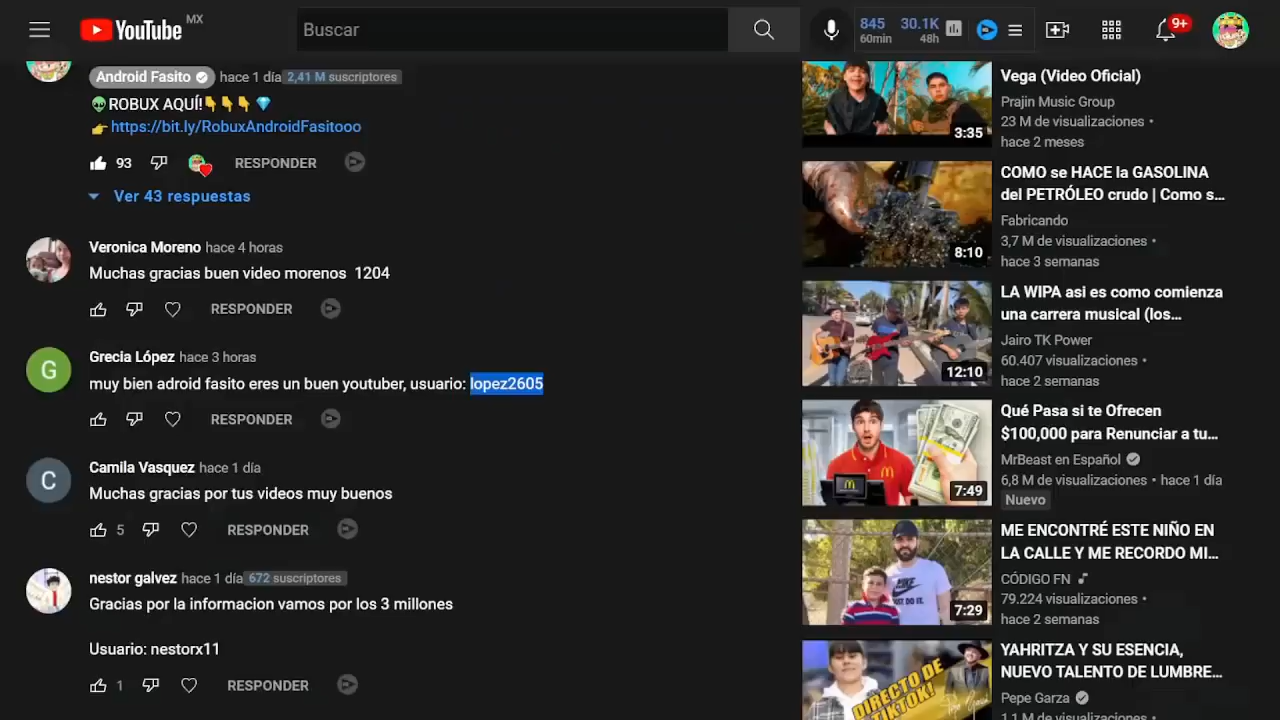 YouTube MX
Buscar
845 60min
30.1K 48h
9+
Android Fasito hace 1 día 2,41 M suscriptores
👽ROBUX AQUÍ!👇👇👇💎
👉https://bit.ly/RobuxAndroidFasitooo
93 RESPONDER
Ver 43 respuestas
Veronica Moreno hace 4 horas
Muchas gracias buen video morenos 1204
RESPONDER
G
Grecia López hace 3 horas
muy bien adroid fasito eres un buen youtuber, usuario: lopez2605
RESPONDER
C
Camila Vasquez hace 1 día
Muchas gracias por tus videos muy buenos
5 RESPONDER
nestor galvez hace 1 día 672 suscriptores
Gracias por la informacion vamos por los 3 millones
Usuario: nestorx11
1 RESPONDER
3:35
Vega (Video Oficial)
Prajin Music Group
23 M de visualizaciones •
hace 2 meses
8:10
COMO se HACE la GASOLINA
del PETRÓLEO crudo | Como s...
Fabricando
3,7 M de visualizaciones •
hace 3 semanas
12:10
LA WIPA asi es como comienza
una carrera musical (los...
Jairo TK Power
60.407 visualizaciones •
hace 2 semanas
7:49
Qué Pasa si te Ofrecen
$100,000 para Renunciar a tu...
MrBeast en Español
6,8 M de visualizaciones • hace 1 día
Nuevo
NIKE
JUST DO IT.
7:29
ME ENCONTRÉ ESTE NIÑO EN
LA CALLE Y ME RECORDO MI...
CÓDIGO FN
79.224 visualizaciones •
hace 2 semanas
DIRECTO DE
TIKTOK!
YAHRITZA Y SU ESENCIA,
NUEVO TALENTO DE LUMBRE...
Pepe Garza
1,1 M de visualizaciones •